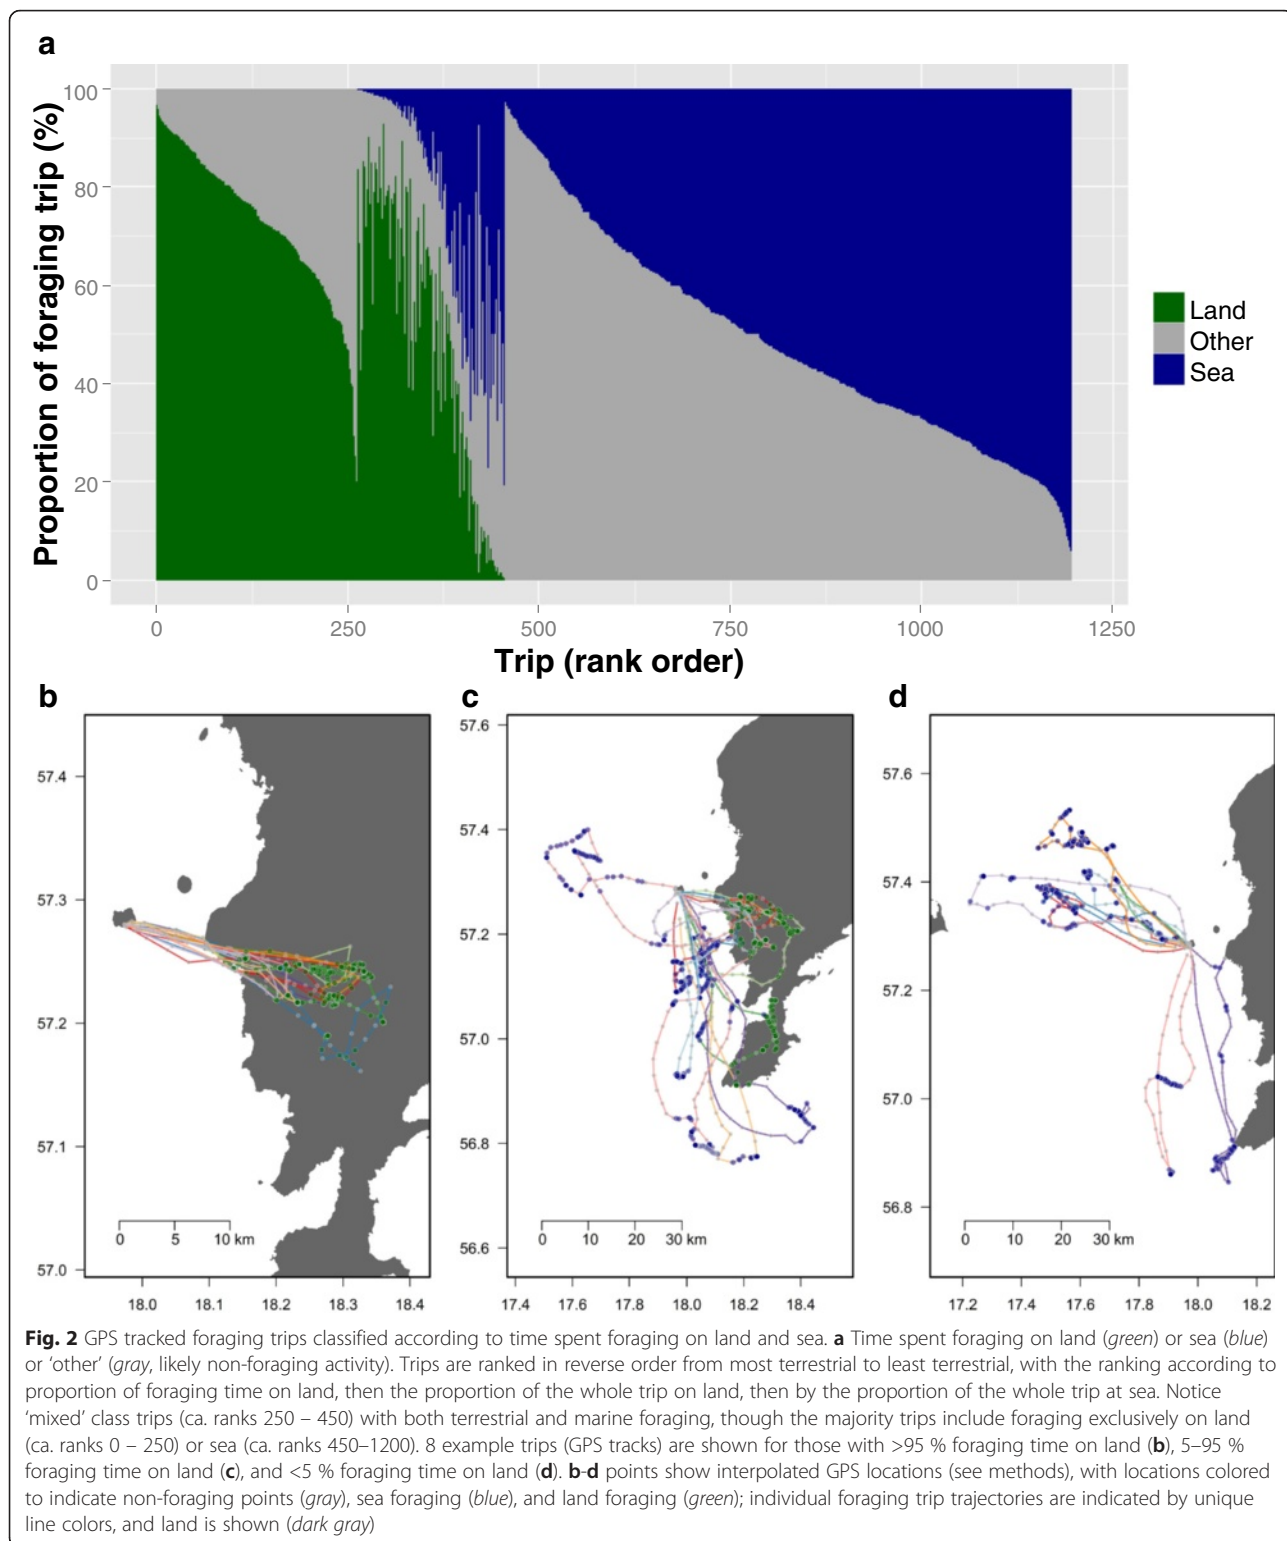 a
Proportion of foraging trip (%)
100
80
60
40
20
0
0 250 500 750 1000 1250
Trip (rank order)
Land
Other
Sea
b
57.4
57.3
57.2
57.1
57.0
0 5 10 km
18.0 18.1 18.2 18.3 18.4
c
57.6
57.4
57.2
57.0
56.8
56.6
0 10 20 30 km
17.4 17.6 17.8 18.0 18.2 18.4
d
57.6
57.4
57.2
57.0
56.8
0 10 20 30 km
17.2 17.4 17.6 17.8 18.0 18.2
Fig. 2 GPS tracked foraging trips classified according to time spent foraging on land and sea. a Time spent foraging on land (green) or sea (blue)
or ‘other’ (gray, likely non-foraging activity). Trips are ranked in reverse order from most terrestrial to least terrestrial, with the ranking according to
proportion of foraging time on land, then the proportion of the whole trip on land, then by the proportion of the whole trip at sea. Notice
‘mixed’ class trips (ca. ranks 250 – 450) with both terrestrial and marine foraging, though the majority trips include foraging exclusively on land
(ca. ranks 0 – 250) or sea (ca. ranks 450–1200). 8 example trips (GPS tracks) are shown for those with >95 % foraging time on land (b), 5–95 %
foraging time on land (c), and <5 % foraging time on land (d). b-d points show interpolated GPS locations (see methods), with locations colored
to indicate non-foraging points (gray), sea foraging (blue), and land foraging (green); individual foraging trip trajectories are indicated by unique
line colors, and land is shown (dark gray)